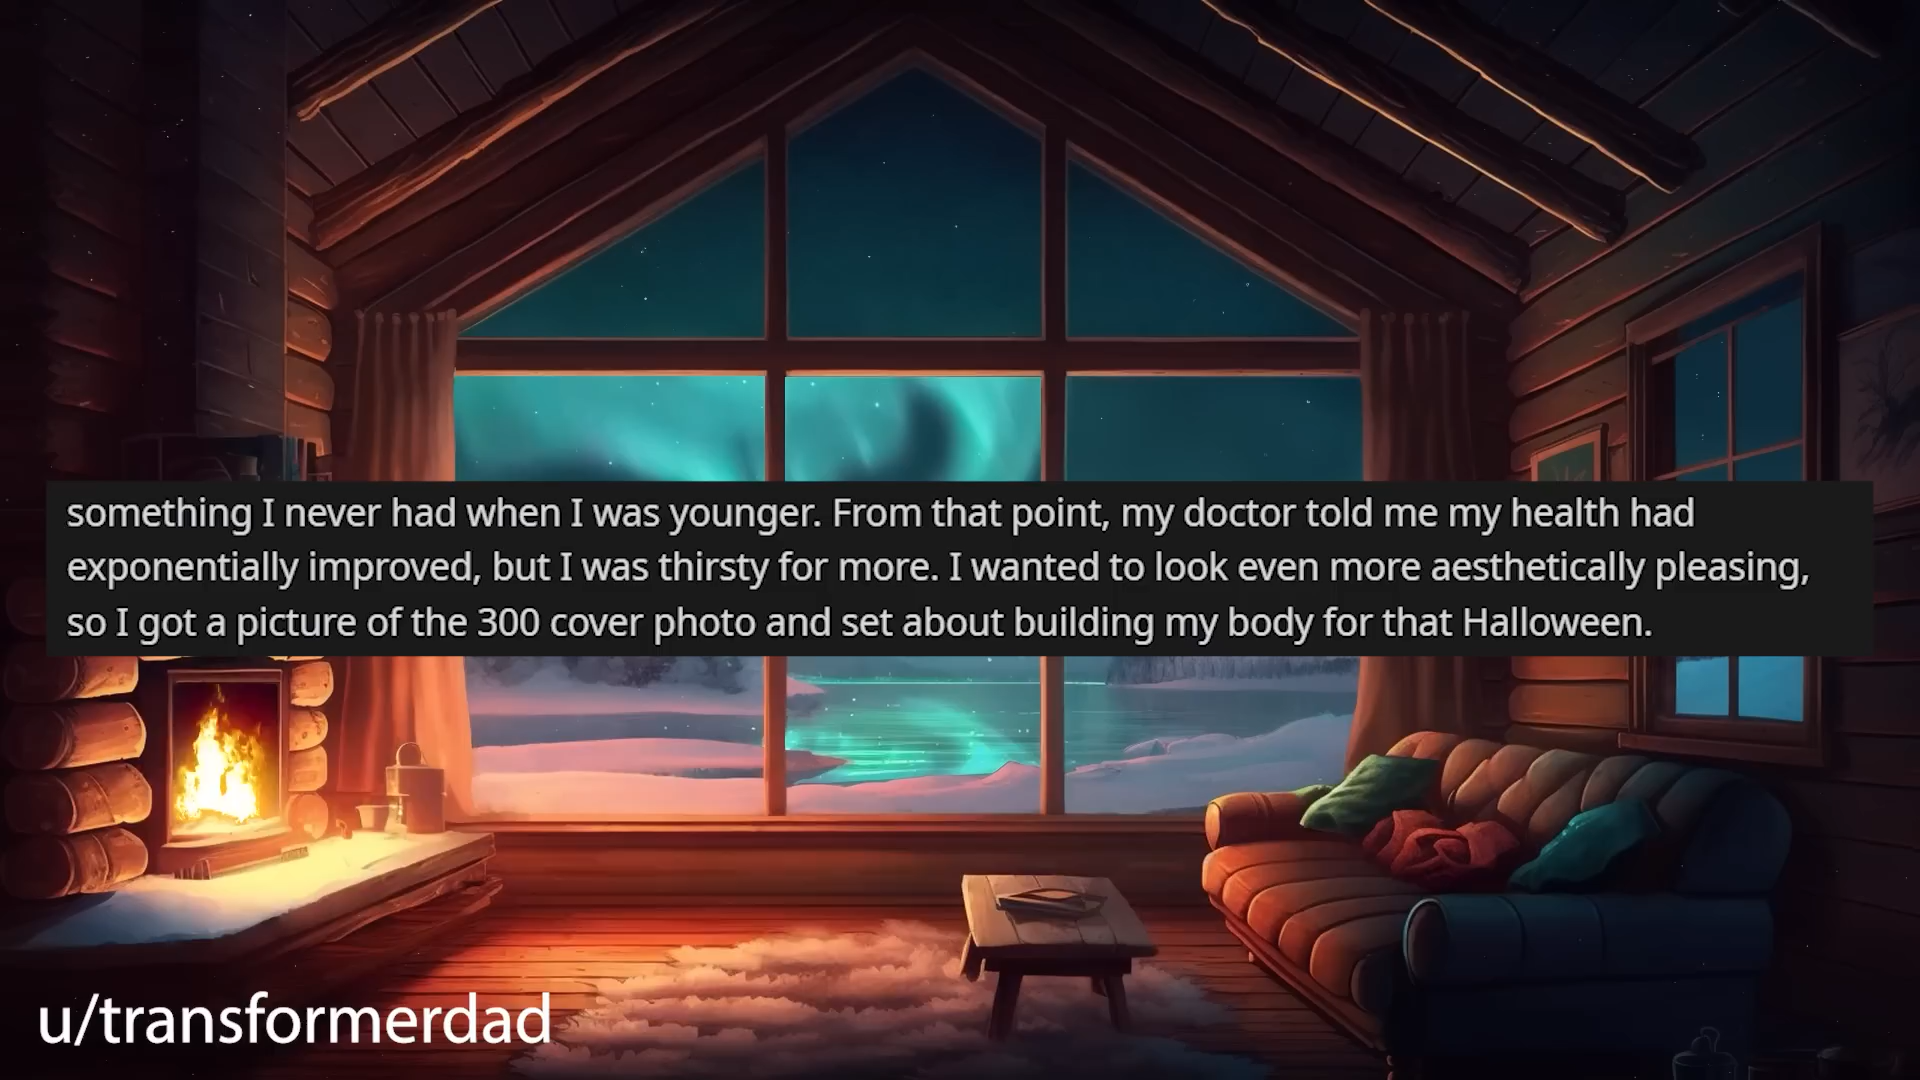 something I never had when I was younger. From that point, my doctor told me my health had
exponentially improved, but I was thirsty for more. I wanted to look even more aesthetically pleasing,
so I got a picture of the 300 cover photo and set about building my body for that Halloween.
u/transformerdad